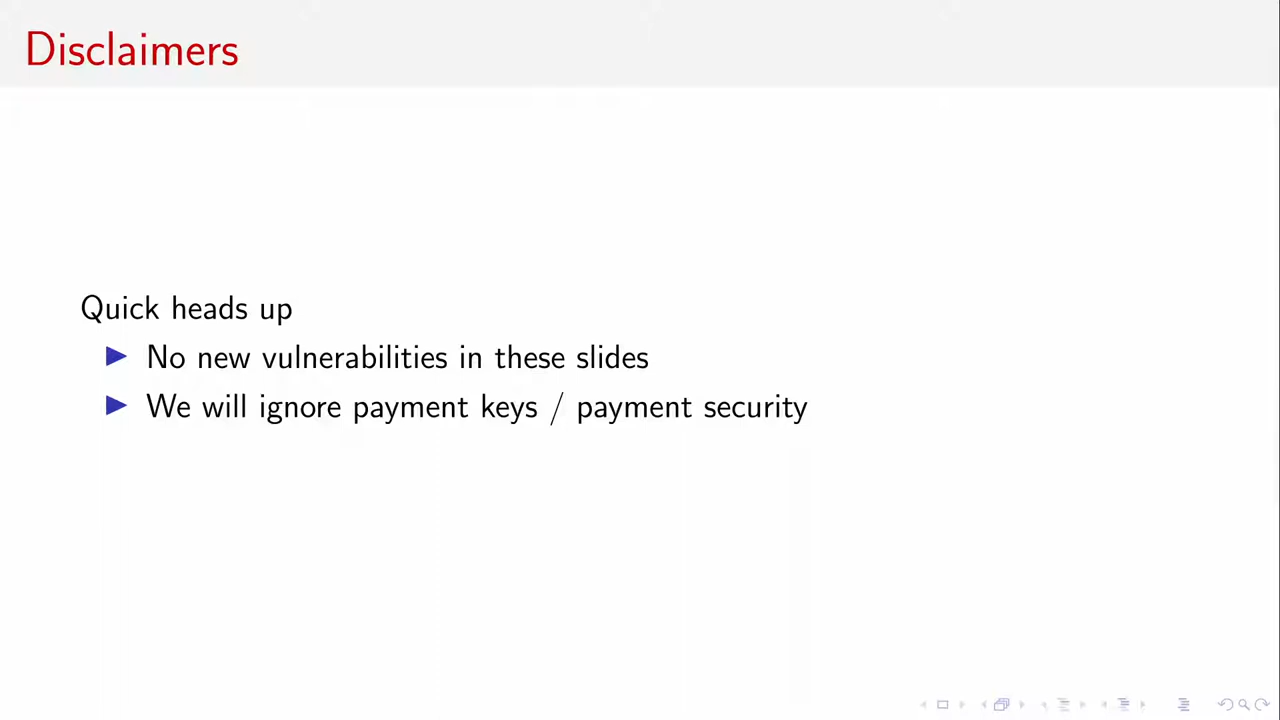 Disclaimers
Quick heads up
No new vulnerabilities in these slides
We will ignore payment keys / payment security